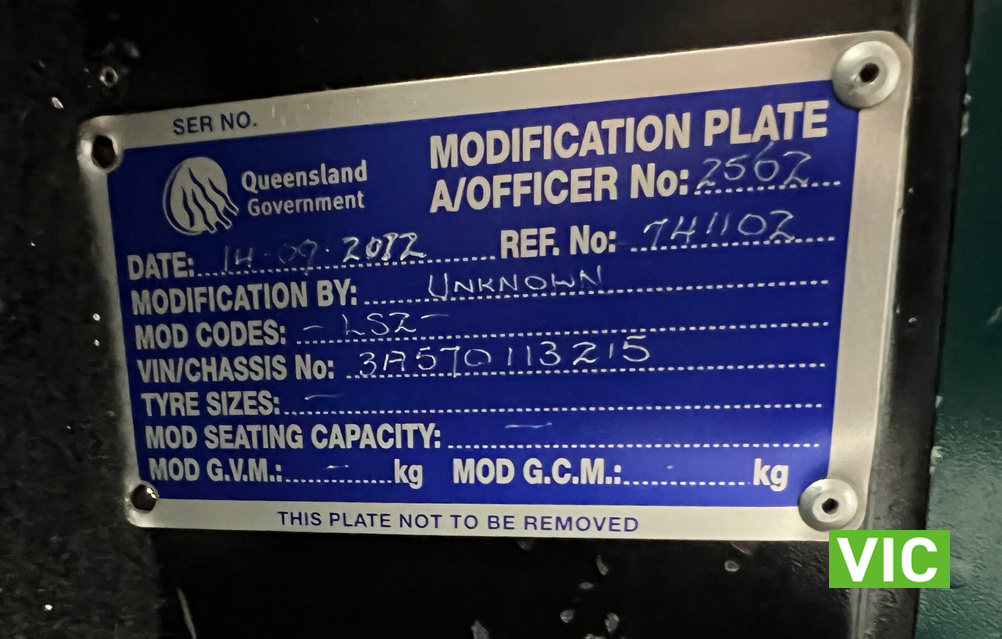 SER NO.
Queensland
Government
MODIFICATION PLATE
A/OFFICER No: 2562
DATE: 14-09-2012 REF. No: 741102
MODIFICATION BY: UNKNOWN
MOD CODES: - LSZ -
VIN/CHASSIS No: 3A570113215
TYRE SIZES: -
MOD SEATING CAPACITY: -
MOD G.V.M.: - kg MOD G.C.M.: - kg
THIS PLATE NOT TO BE REMOVED
VIC